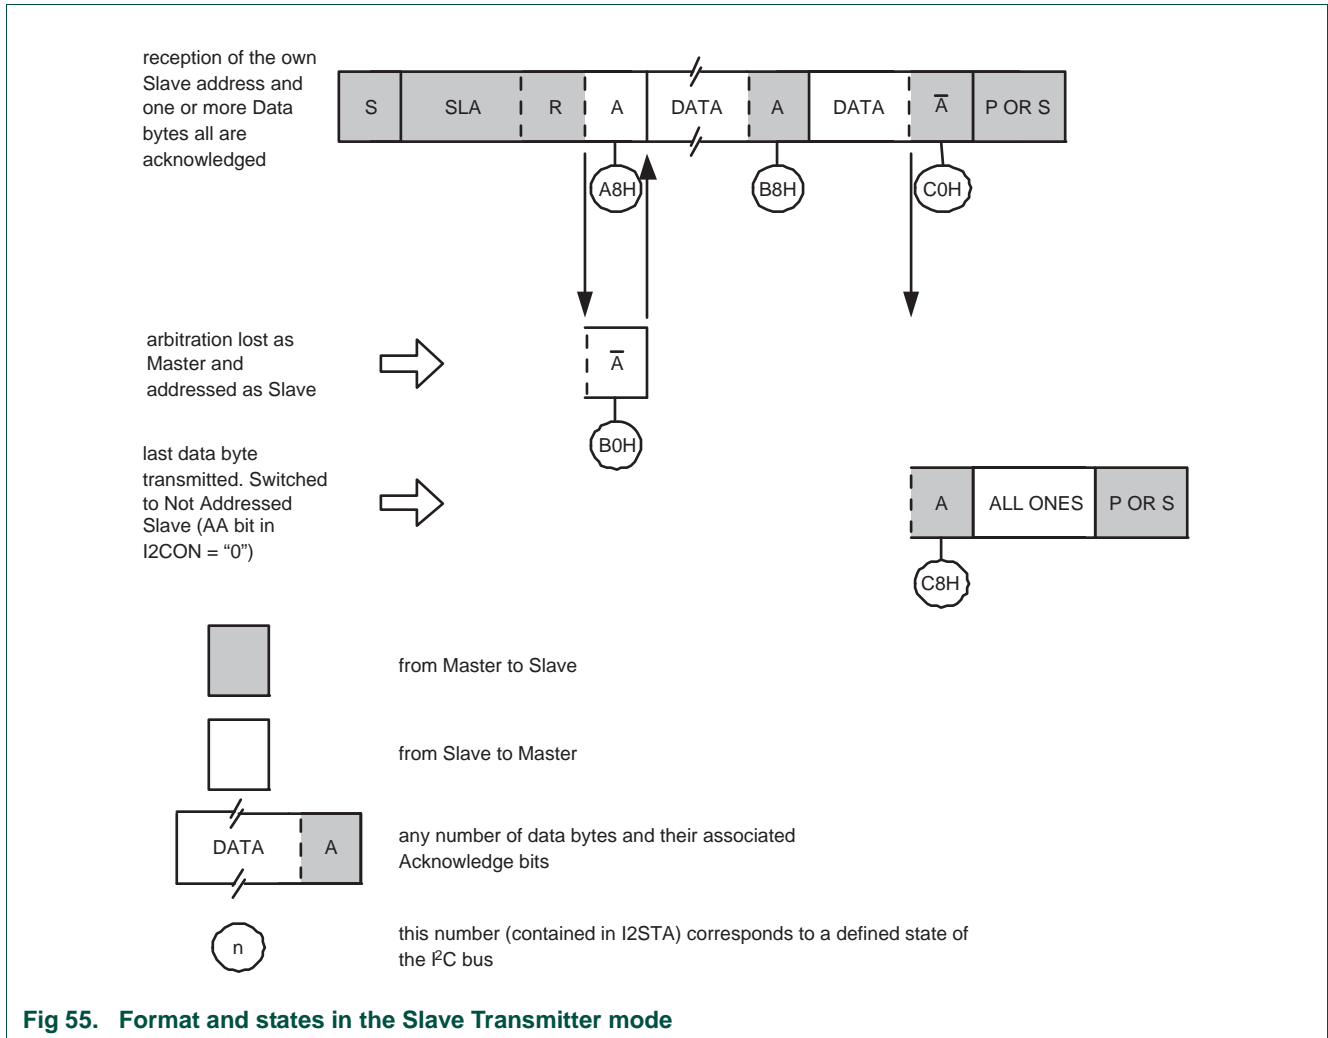 reception of the own
Slave address and
one or more Data
bytes all are
acknowledged
S SLA R A DATA A DATA A̅ P OR S
A8H B8H C0H
arbitration lost as
Master and
addressed as Slave
A̅
B0H
last data byte
transmitted. Switched
to Not Addressed
Slave (AA bit in
I2CON = “0”)
A ALL ONES P OR S
C8H
from Master to Slave
from Slave to Master
DATA A
any number of data bytes and their associated
Acknowledge bits
n
this number (contained in I2STA) corresponds to a defined state of
the I²C bus
Fig 55. Format and states in the Slave Transmitter mode